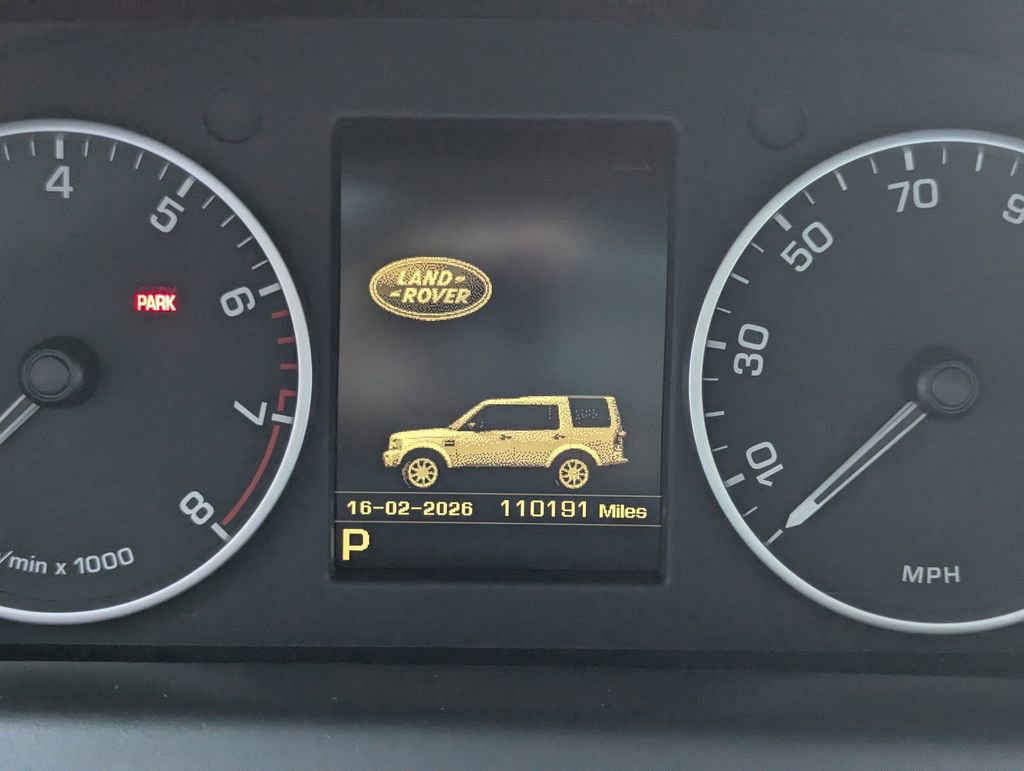 4
5
6
7
8
PARK
/min x 1000
LAND-
-ROVER
16-02-2026 110191 Miles
P
10
30
50
70
9
MPH